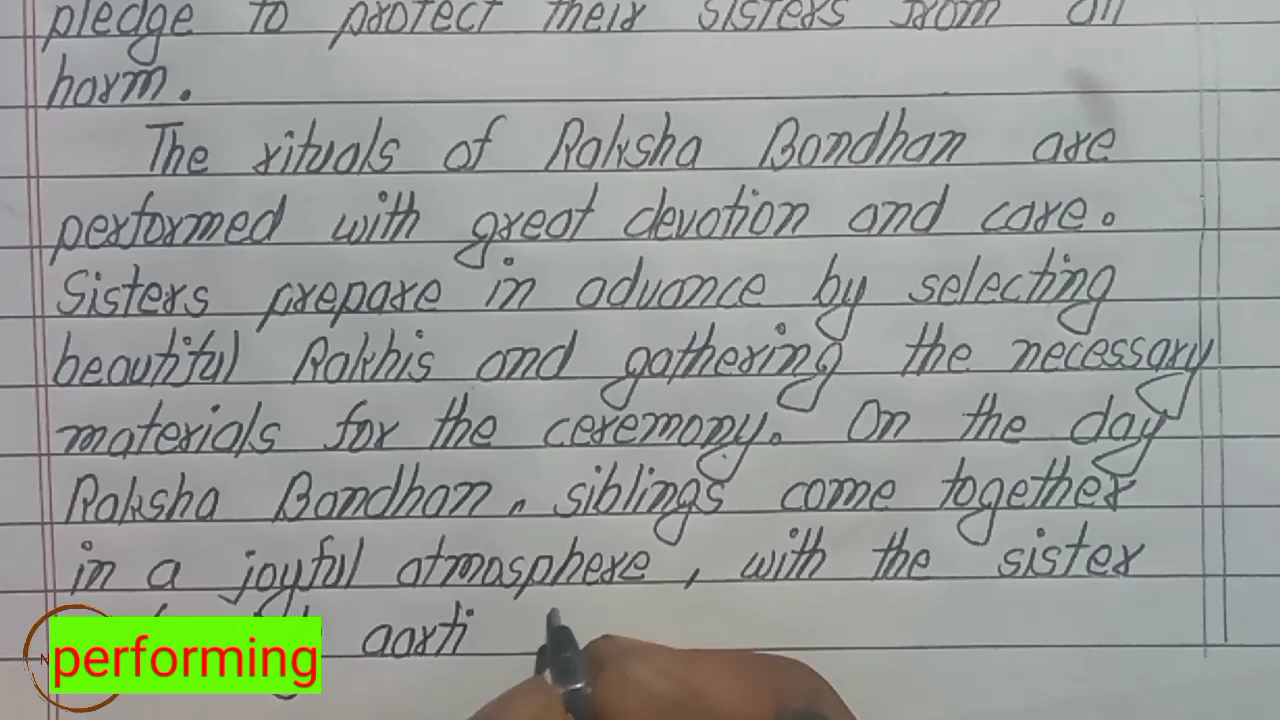 pledge to protect their sisters from all
harm.
The rituals of Raksha Bandhan are
performed with great devotion and care.
Sisters prepare in advance by selecting
beautiful Rakhis and gathering the necessary
materials for the ceremony. On the day
Raksha Bandhan, siblings come together
in a joyful atmosphere, with the sister
performing aarti